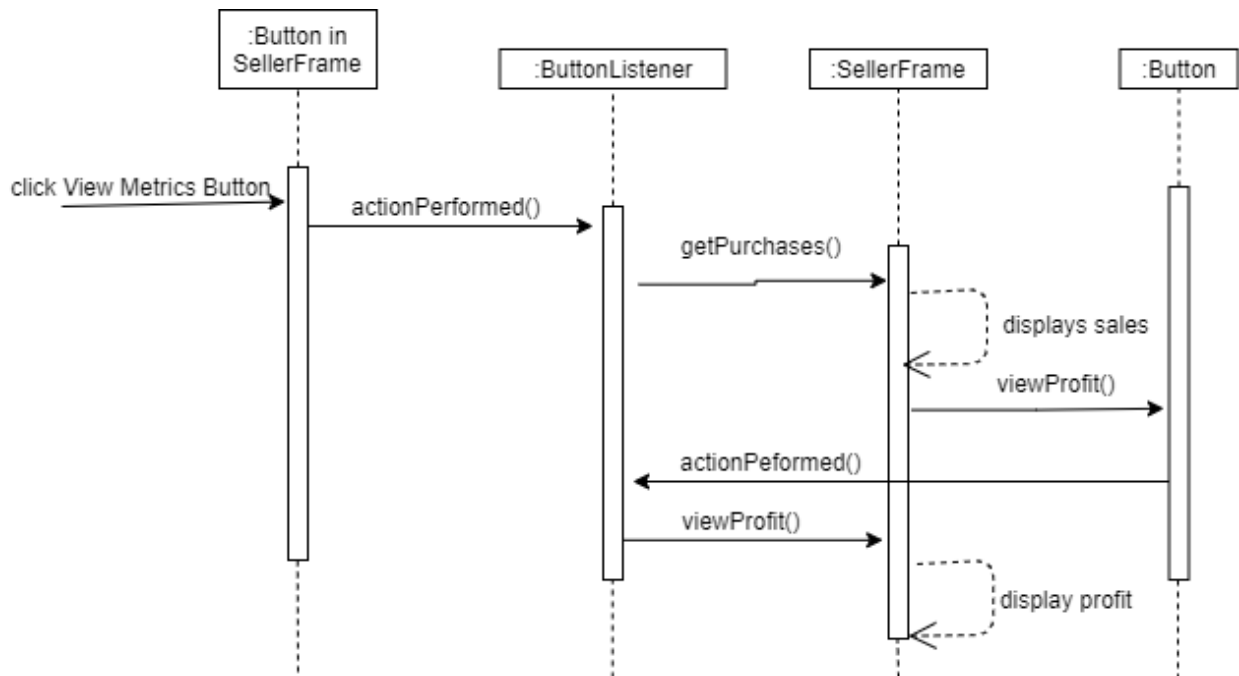 :Button in
SellerFrame
:ButtonListener
:SellerFrame
:Button
click View Metrics Button
actionPerformed()
getPurchases()
displays sales
viewProfit()
actionPeformed()
viewProfit()
display profit